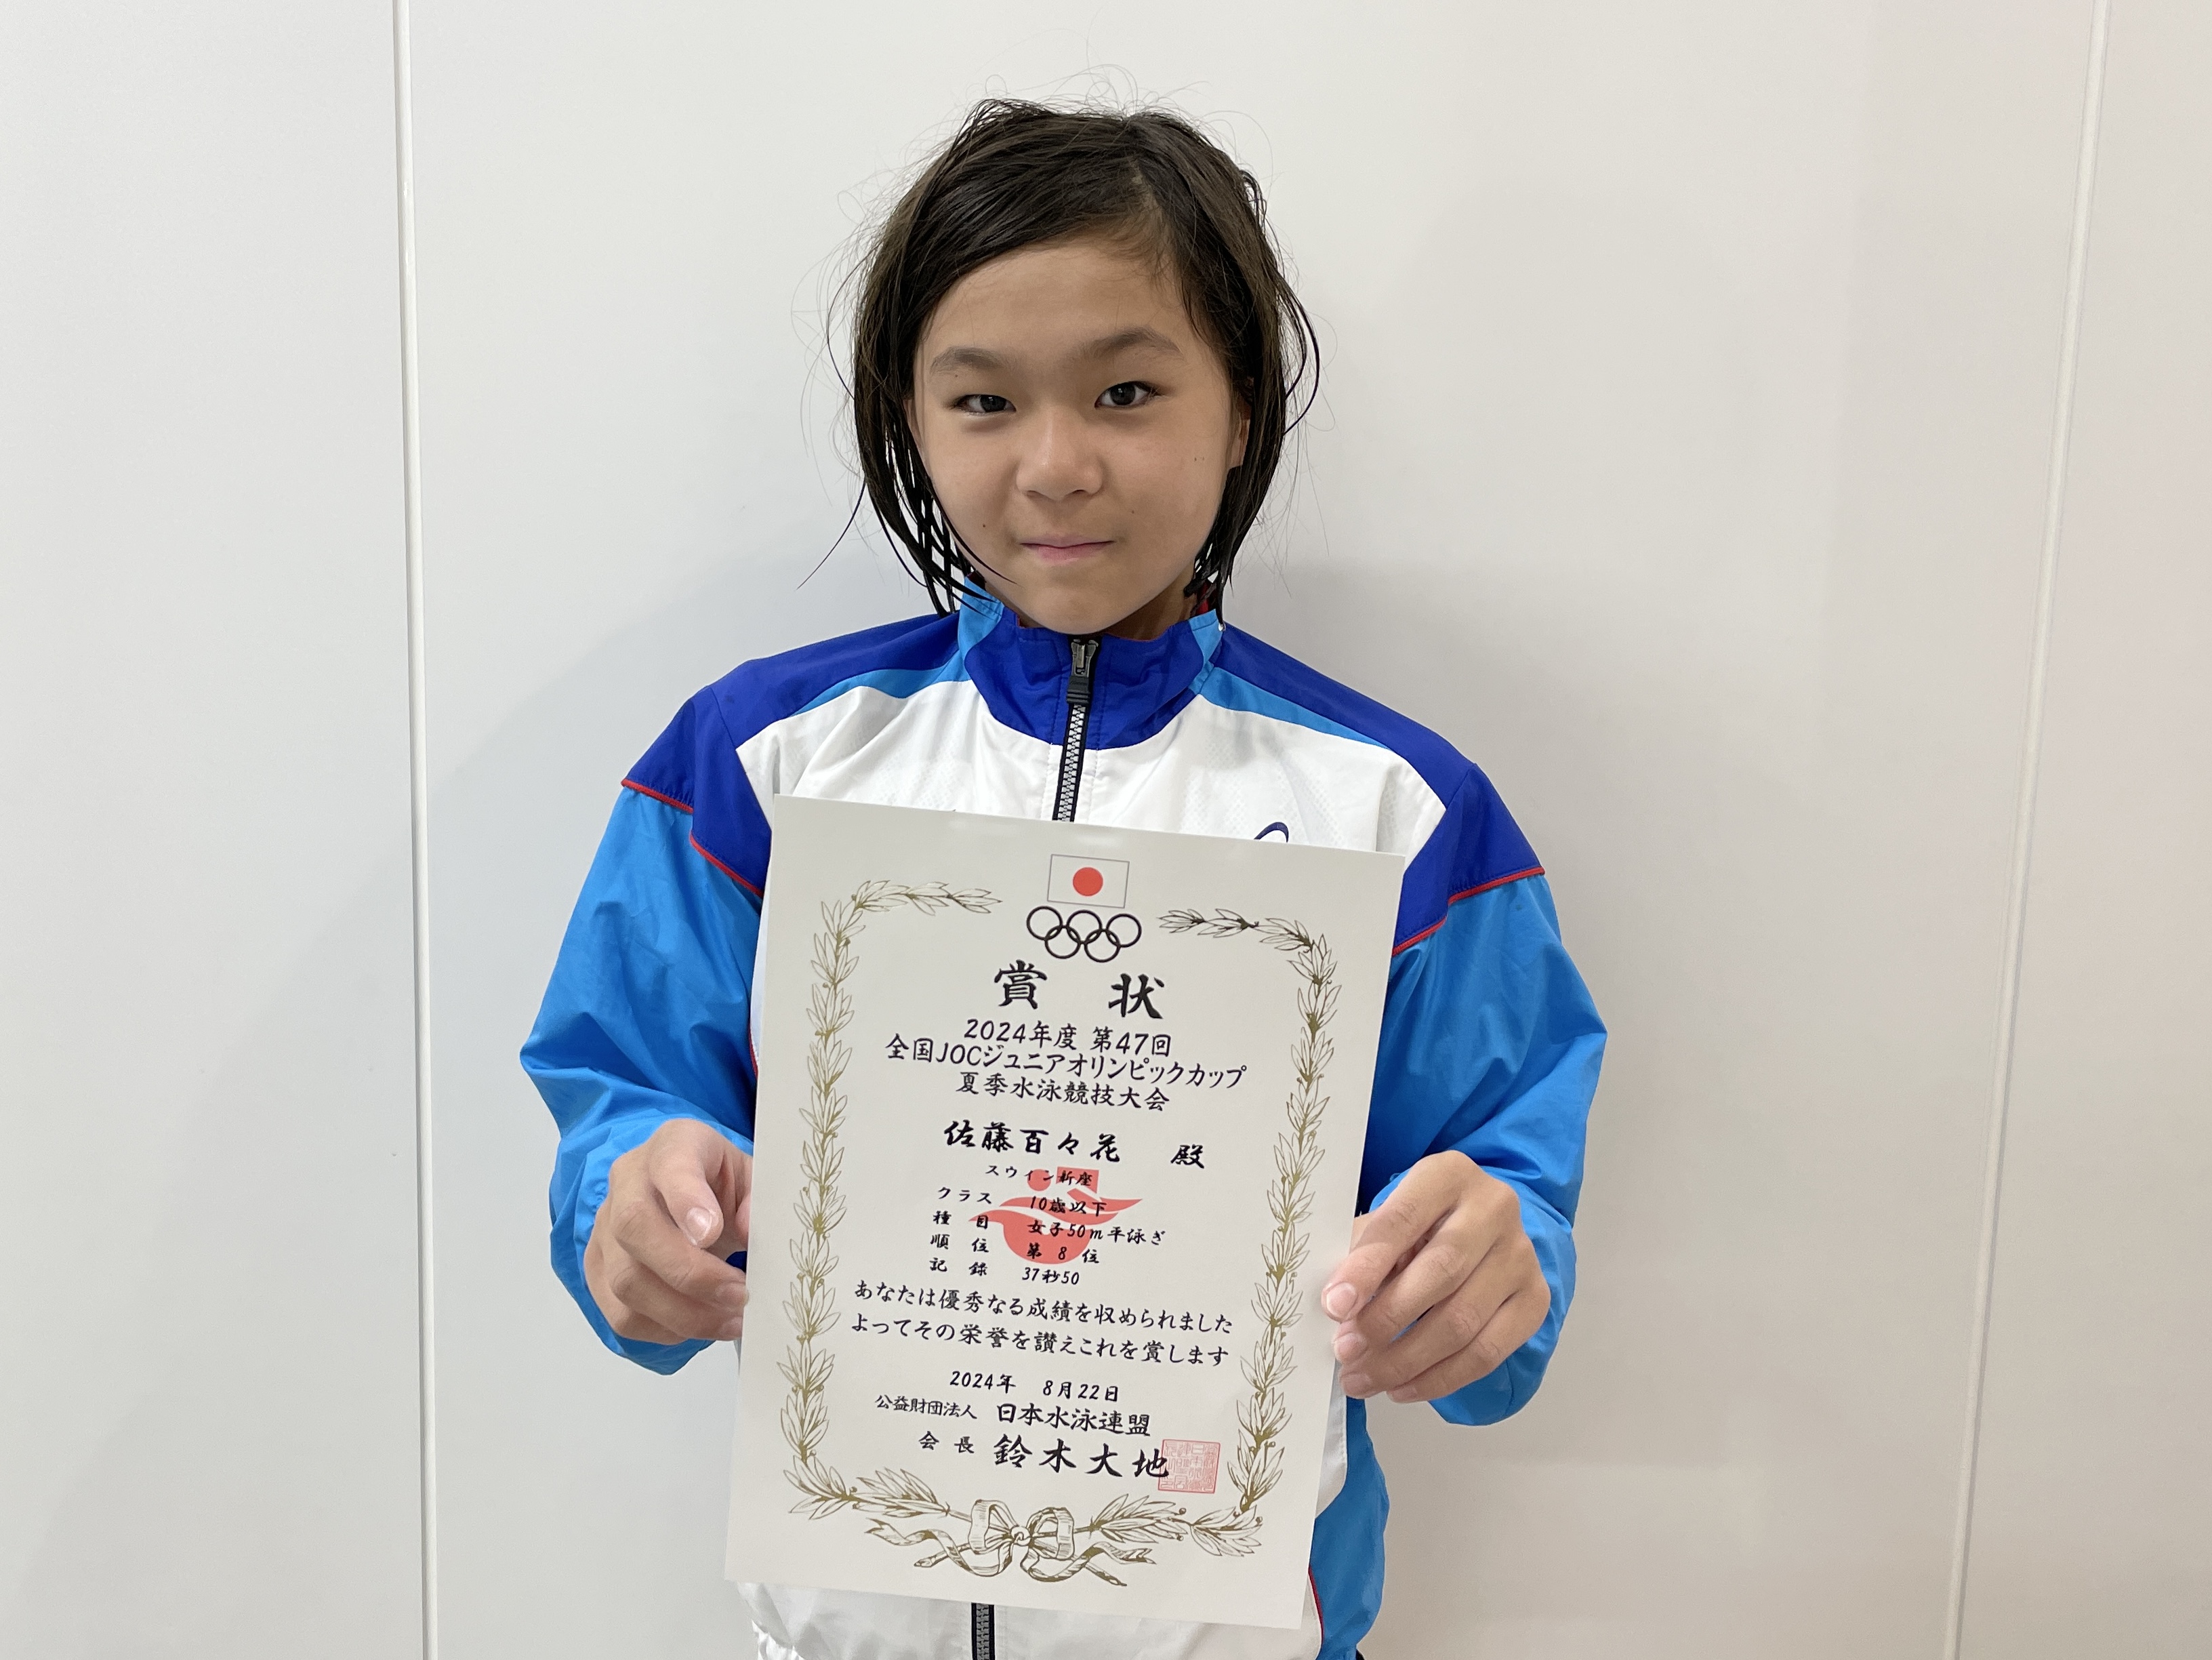 賞 状
2024年度 第47回
全国JOCジュニアオリンピックカップ
夏季水泳競技大会
佐藤百々花 殿
スウイン新座
クラス 10歳以下
種 目 女子50m平泳ぎ
順 位 第 8 位
記 録 37秒50
あなたは優秀なる成績を収められました
よってその栄誉を讃えこれを賞します
2024年 8月22日
公益財団法人 日本水泳連盟
会 長 鈴木大地